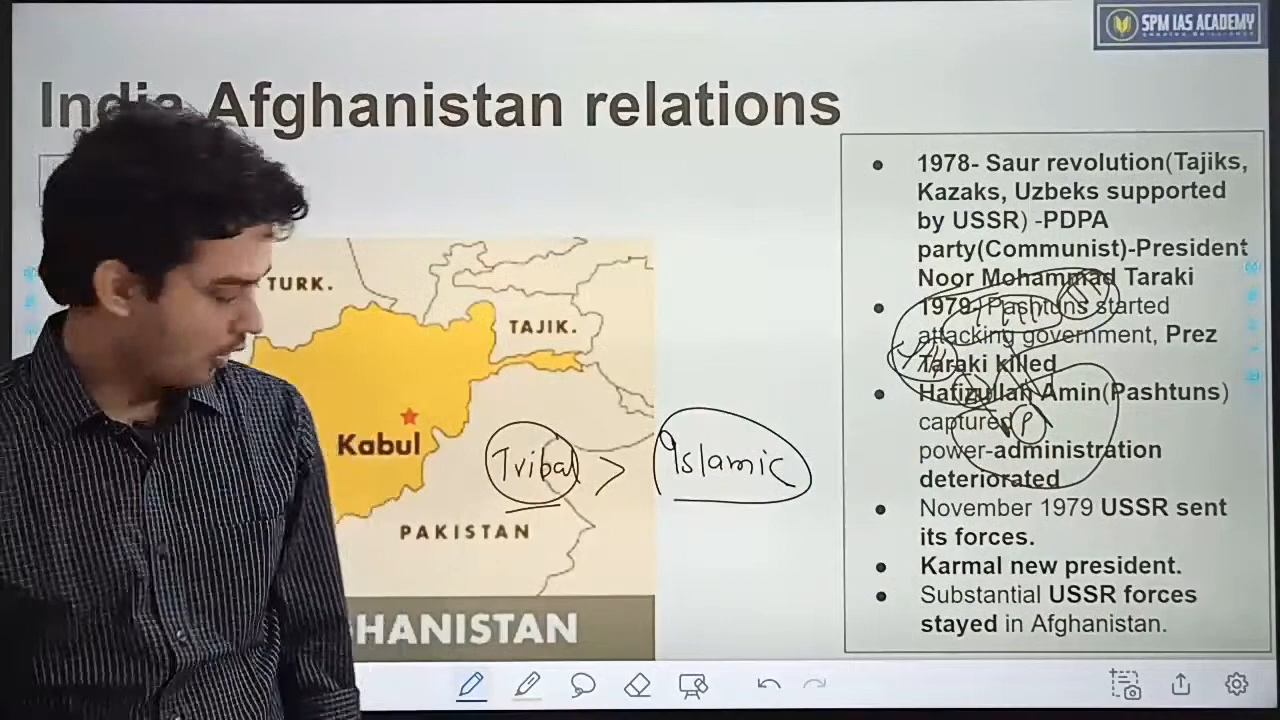 SPM IAS ACADEMY
India Afghanistan relations
1978- Saur revolution(Tajiks,
Kazaks, Uzbeks supported
by USSR) -PDPA
party(Communist)-President
Noor Mohammad Taraki
1979- Pashtuns started
attacking government, Prez
Taraki killed
Hafizullah Amin(Pashtuns)
captured
power-administration
deteriorated
November 1979 USSR sent
its forces.
Karmal new president.
Substantial USSR forces
stayed in Afghanistan.
TURK.
TAJIK.
Kabul
Tribal > Islamic
PAKISTAN
HANISTAN